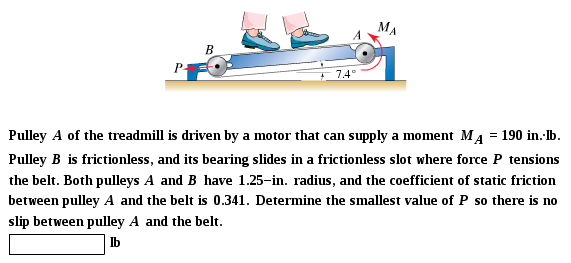 M_A
A
B
P
7.4°
Pulley A of the treadmill is driven by a motor that can supply a moment M_A = 190 in.·lb.
Pulley B is frictionless, and its bearing slides in a frictionless slot where force P tensions
the belt. Both pulleys A and B have 1.25−in. radius, and the coefficient of static friction
between pulley A and the belt is 0.341. Determine the smallest value of P so there is no
slip between pulley A and the belt.
lb